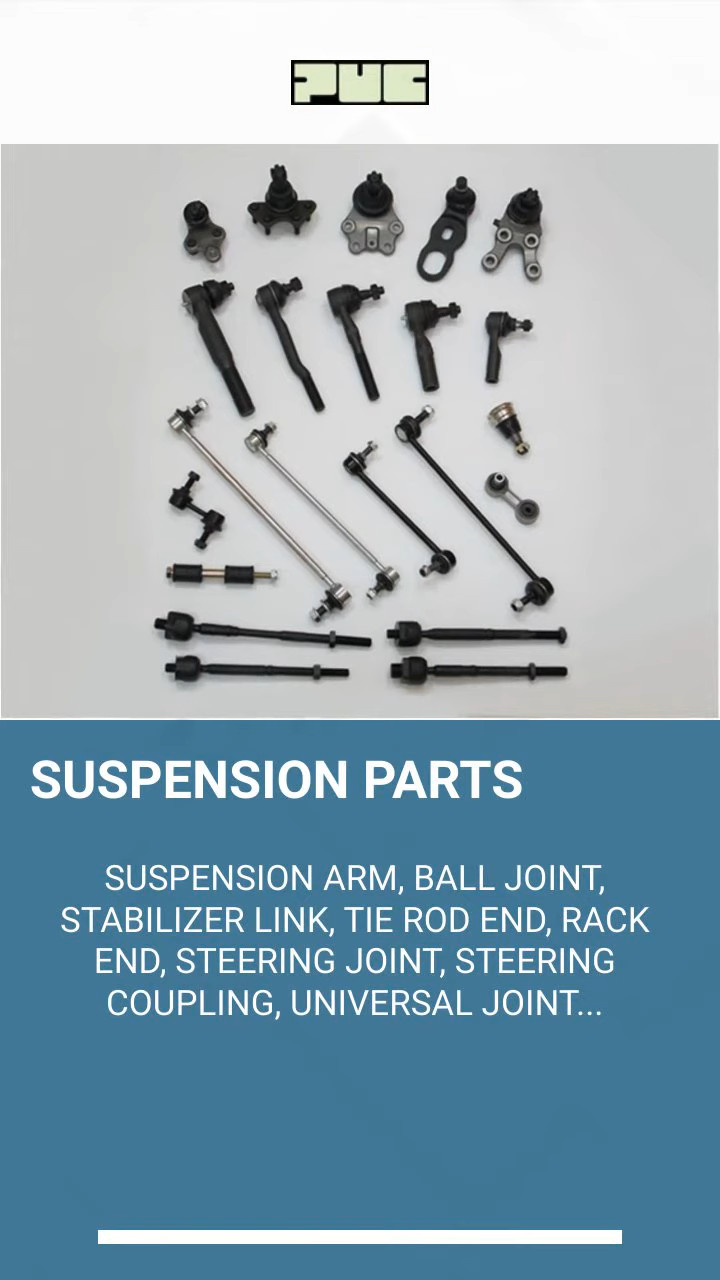 PUC
SUSPENSION PARTS
SUSPENSION ARM, BALL JOINT,
STABILIZER LINK, TIE ROD END, RACK
END, STEERING JOINT, STEERING
COUPLING, UNIVERSAL JOINT...